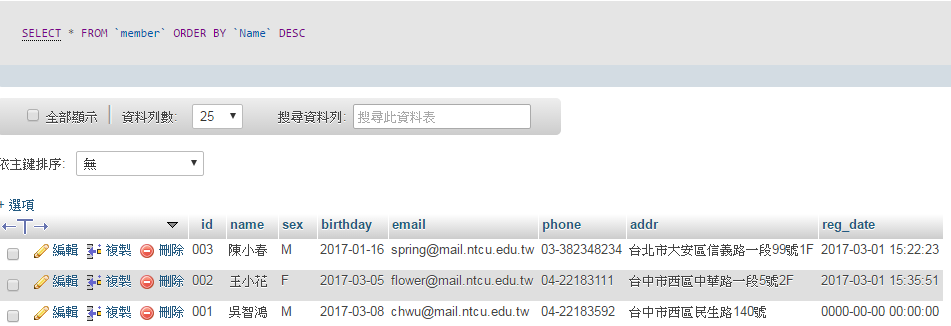 SELECT * FROM `member` ORDER BY `Name` DESC
全部顯示 資料列數: 25 搜尋資料列: 搜尋此資料表
依主鍵排序: 無
+ 選項
←T→ id name sex birthday email phone addr reg_date
編輯 複製 刪除 003 陳小春 M 2017-01-16 spring@mail.ntcu.edu.tw 03-382348234 台北市大安區信義路一段99號1F 2017-03-01 15:22:23
編輯 複製 刪除 002 王小花 F 2017-03-05 flower@mail.ntcu.edu.tw 04-22183111 台中市西區中華路一段5號2F 2017-03-01 15:35:51
編輯 複製 刪除 001 吳智鴻 M 2017-03-08 chwu@mail.ntcu.edu.tw 04-22183592 台中市西區民生路140號 0000-00-00 00:00:00